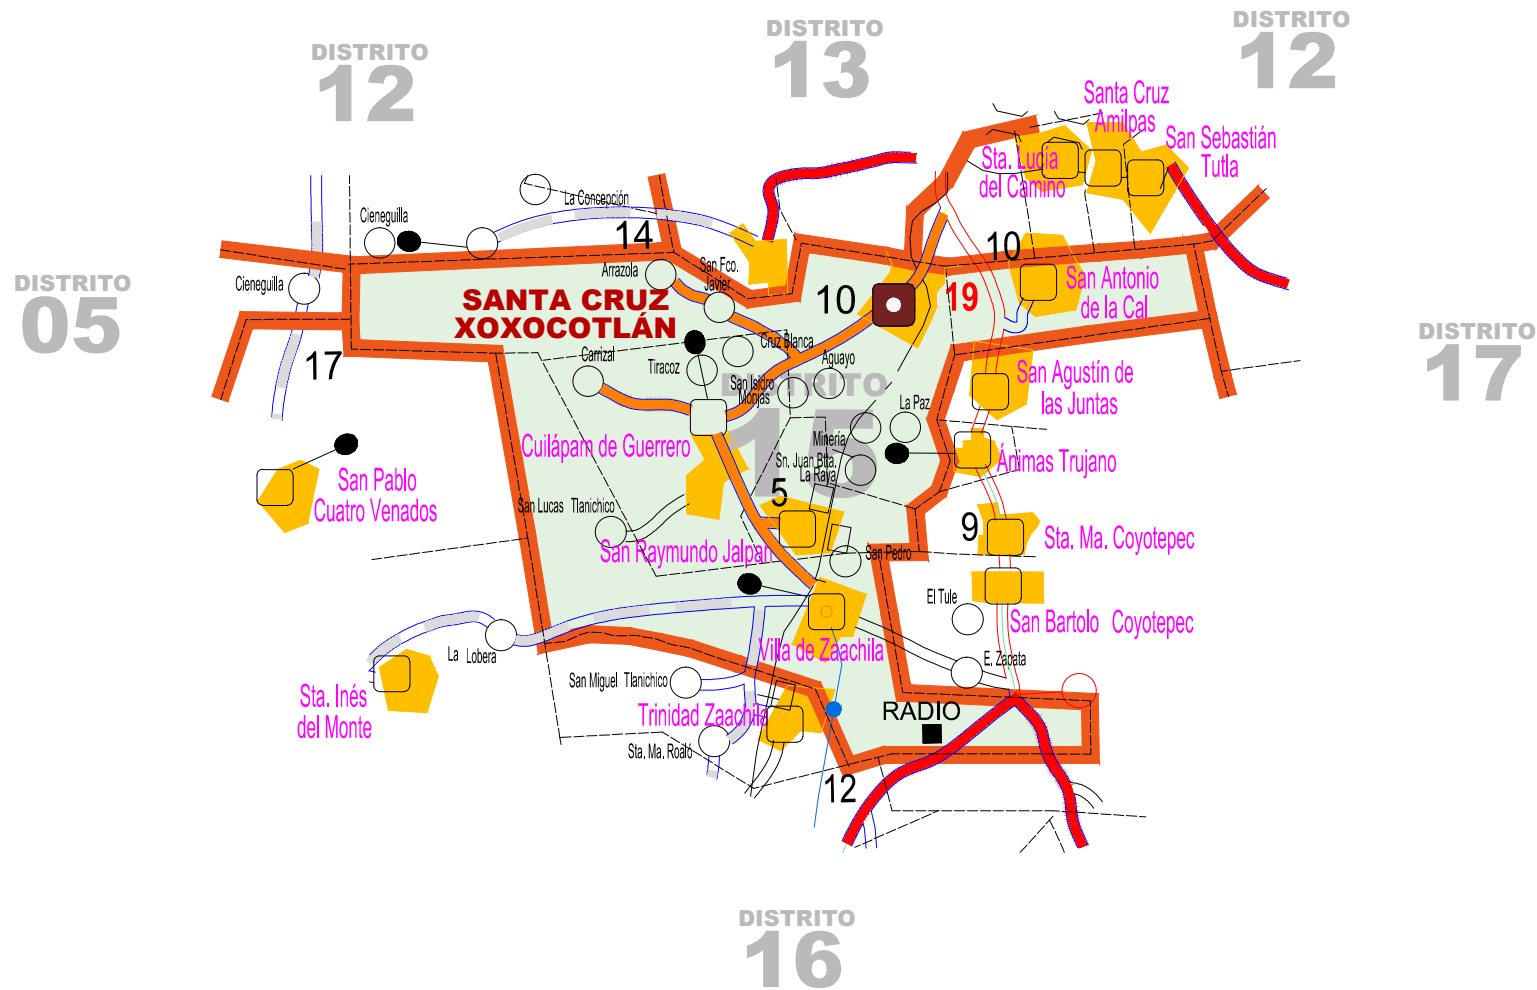 DISTRITO
12
DISTRITO
13
DISTRITO
12
Santa Cruz
Amilpas
San Sebastián
Tutla
Sta. Lucía
del Camino
La Concepción
Cieneguilla
14
10
Arrazola
San Fco.
Javier
San Antonio
de la Cal
Cieneguilla
SANTA CRUZ
XOXOCOTLÁN
10
19
DISTRITO
05
DISTRITO
17
17
Cruz Blanca
Carrizal
Tiracoz
Aguayo
San Isidro
Monjas
DISTRITO
15
San Agustín de
las Juntas
La Paz
Cuilápam de Guerrero
Minería
Sn. Juan Btta.
La Raya
Ánimas Trujano
San Pablo
Cuatro Venados
5
San Lucas Tlanichico
9
Sta. Ma. Coyotepec
San Raymundo Jalpan
San Pedro
El Tule
San Bartolo Coyotepec
Villa de Zaachila
La Lobera
E. Zapata
San Miguel Tlanichico
Sta. Inés
del Monte
Trinidad Zaachila
RADIO
Sta. Ma. Roaló
12
DISTRITO
16